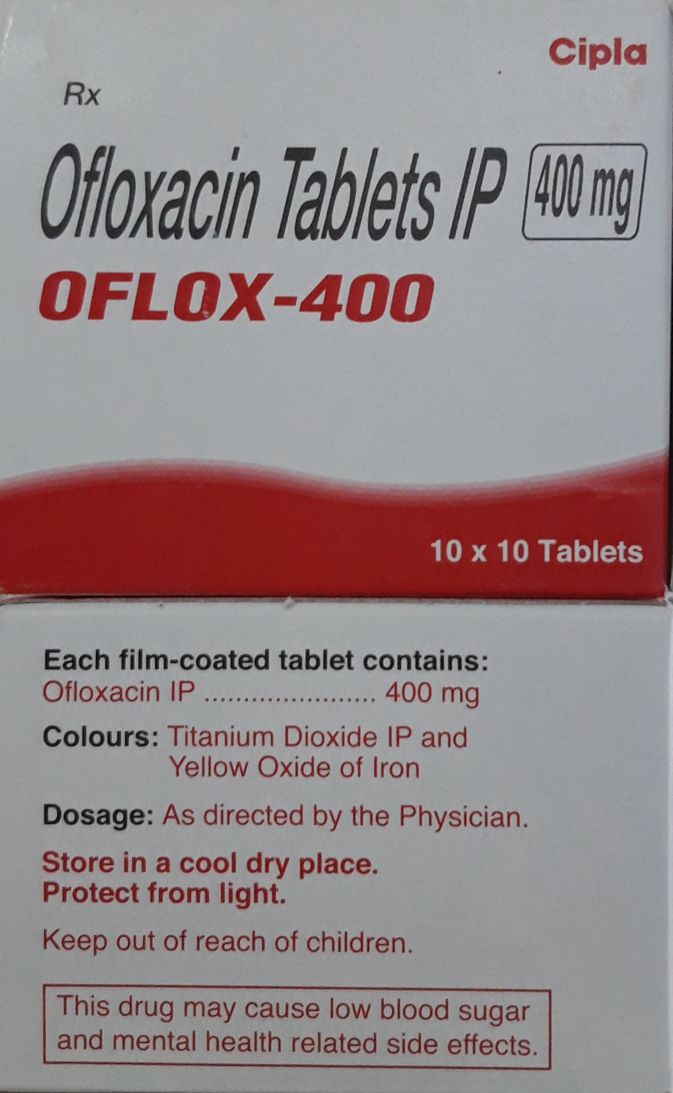 Cipla
Rx
Ofloxacin Tablets IP 400 mg
OFLOX-400
10 x 10 Tablets
Each film-coated tablet contains:
Ofloxacin IP ...................... 400 mg
Colours: Titanium Dioxide IP and
Yellow Oxide of Iron
Dosage: As directed by the Physician.
Store in a cool dry place.
Protect from light.
Keep out of reach of children.
This drug may cause low blood sugar
and mental health related side effects.